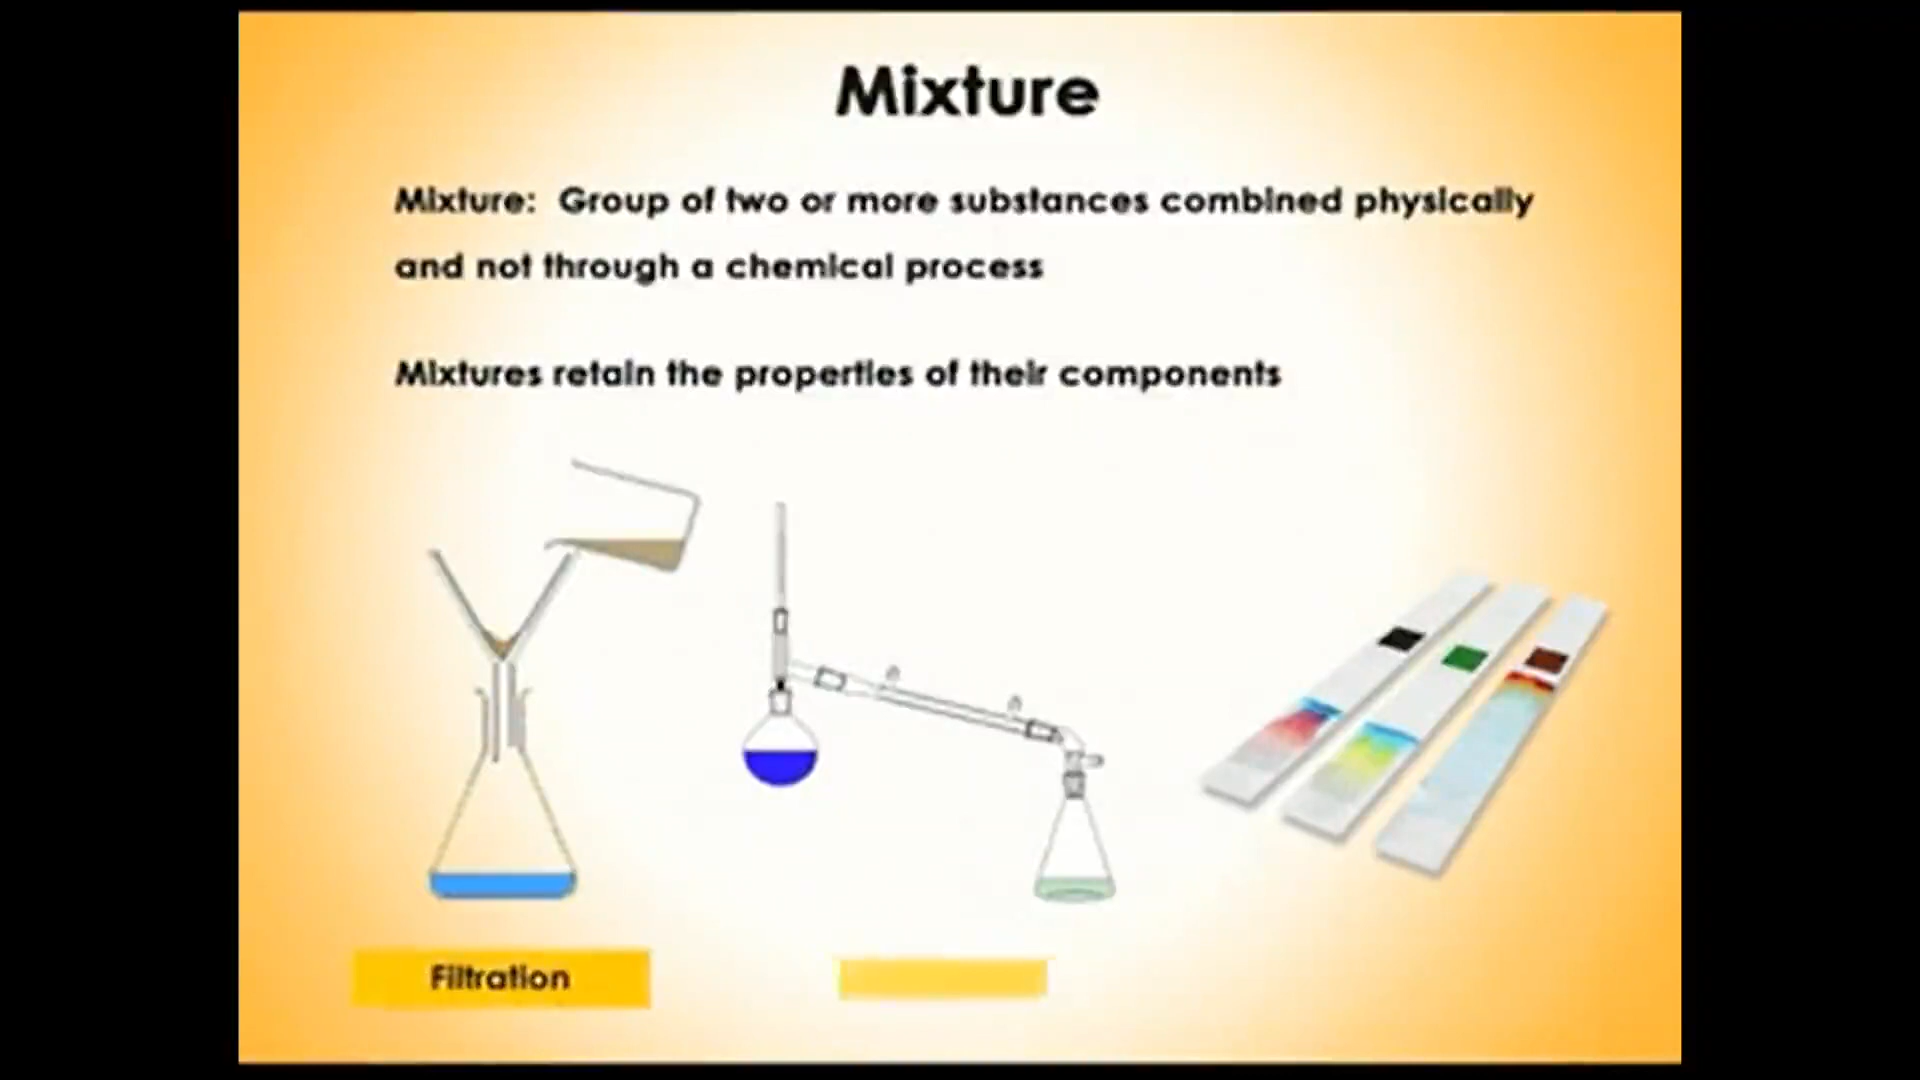 Mixture
Mixture: Group of two or more substances combined physically
and not through a chemical process
Mixtures retain the properties of their components
Filtration